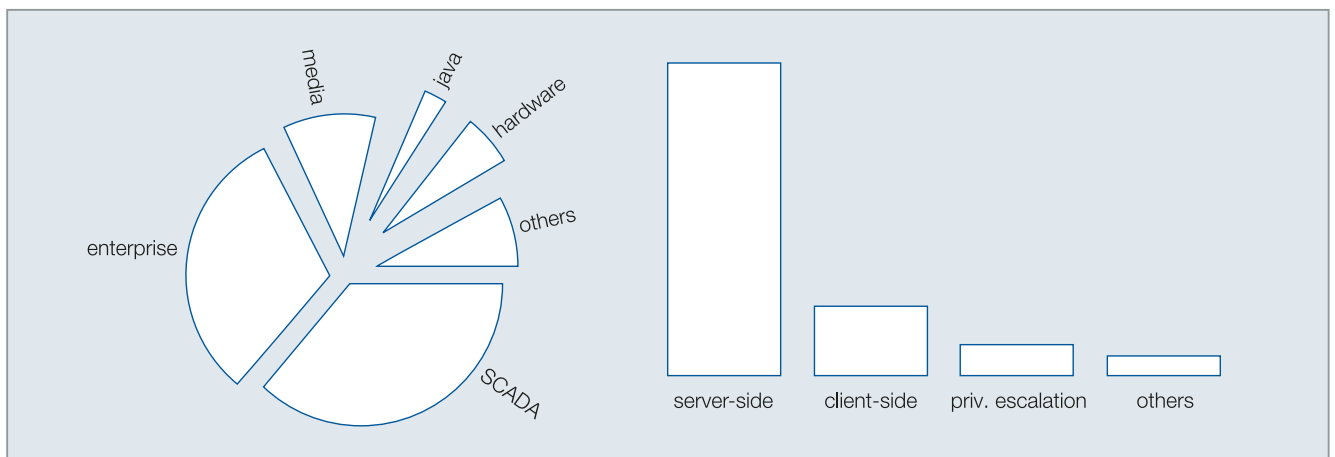 media
java
hardware
others
enterprise
SCADA
server-side
client-side
priv. escalation
others